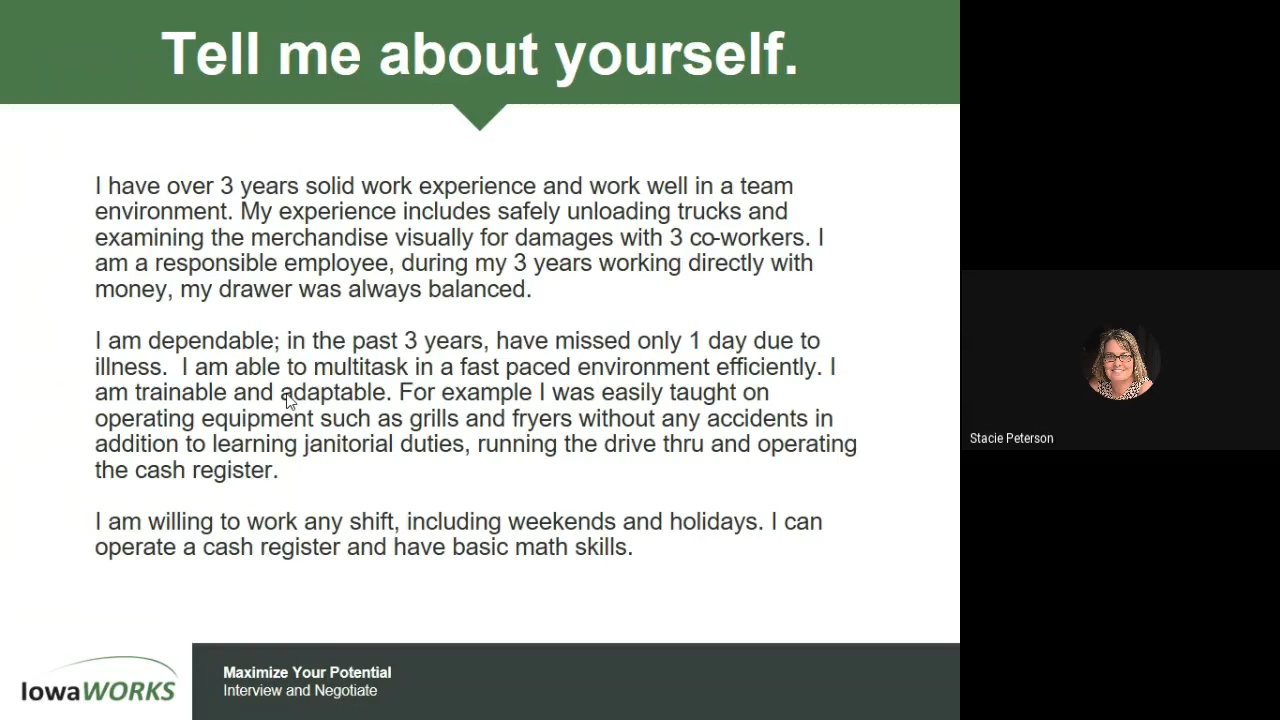 Tell me about yourself.
I have over 3 years solid work experience and work well in a team
environment. My experience includes safely unloading trucks and
examining the merchandise visually for damages with 3 co-workers. I
am a responsible employee, during my 3 years working directly with
money, my drawer was always balanced.
I am dependable; in the past 3 years, have missed only 1 day due to
illness.  I am able to multitask in a fast paced environment efficiently. I
am trainable and adaptable. For example I was easily taught on
operating equipment such as grills and fryers without any accidents in
addition to learning janitorial duties, running the drive thru and operating
the cash register.
I am willing to work any shift, including weekends and holidays. I can
operate a cash register and have basic math skills.
Stacie Peterson
IowaWORKS
Maximize Your Potential
Interview and Negotiate